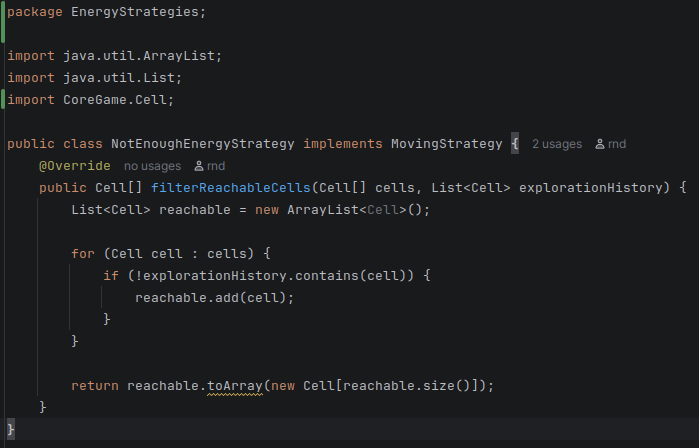 package EnergyStrategies;
import java.util.ArrayList;
import java.util.List;
import CoreGame.Cell;
public class NotEnoughEnergyStrategy implements MovingStrategy { 2 usages rnd
@Override no usages rnd
public Cell[] filterReachableCells(Cell[] cells, List<Cell> explorationHistory) {
List<Cell> reachable = new ArrayList<Cell>();
for (Cell cell : cells) {
if (!explorationHistory.contains(cell)) {
reachable.add(cell);
}
}
return reachable.toArray(new Cell[reachable.size()]);
}
}